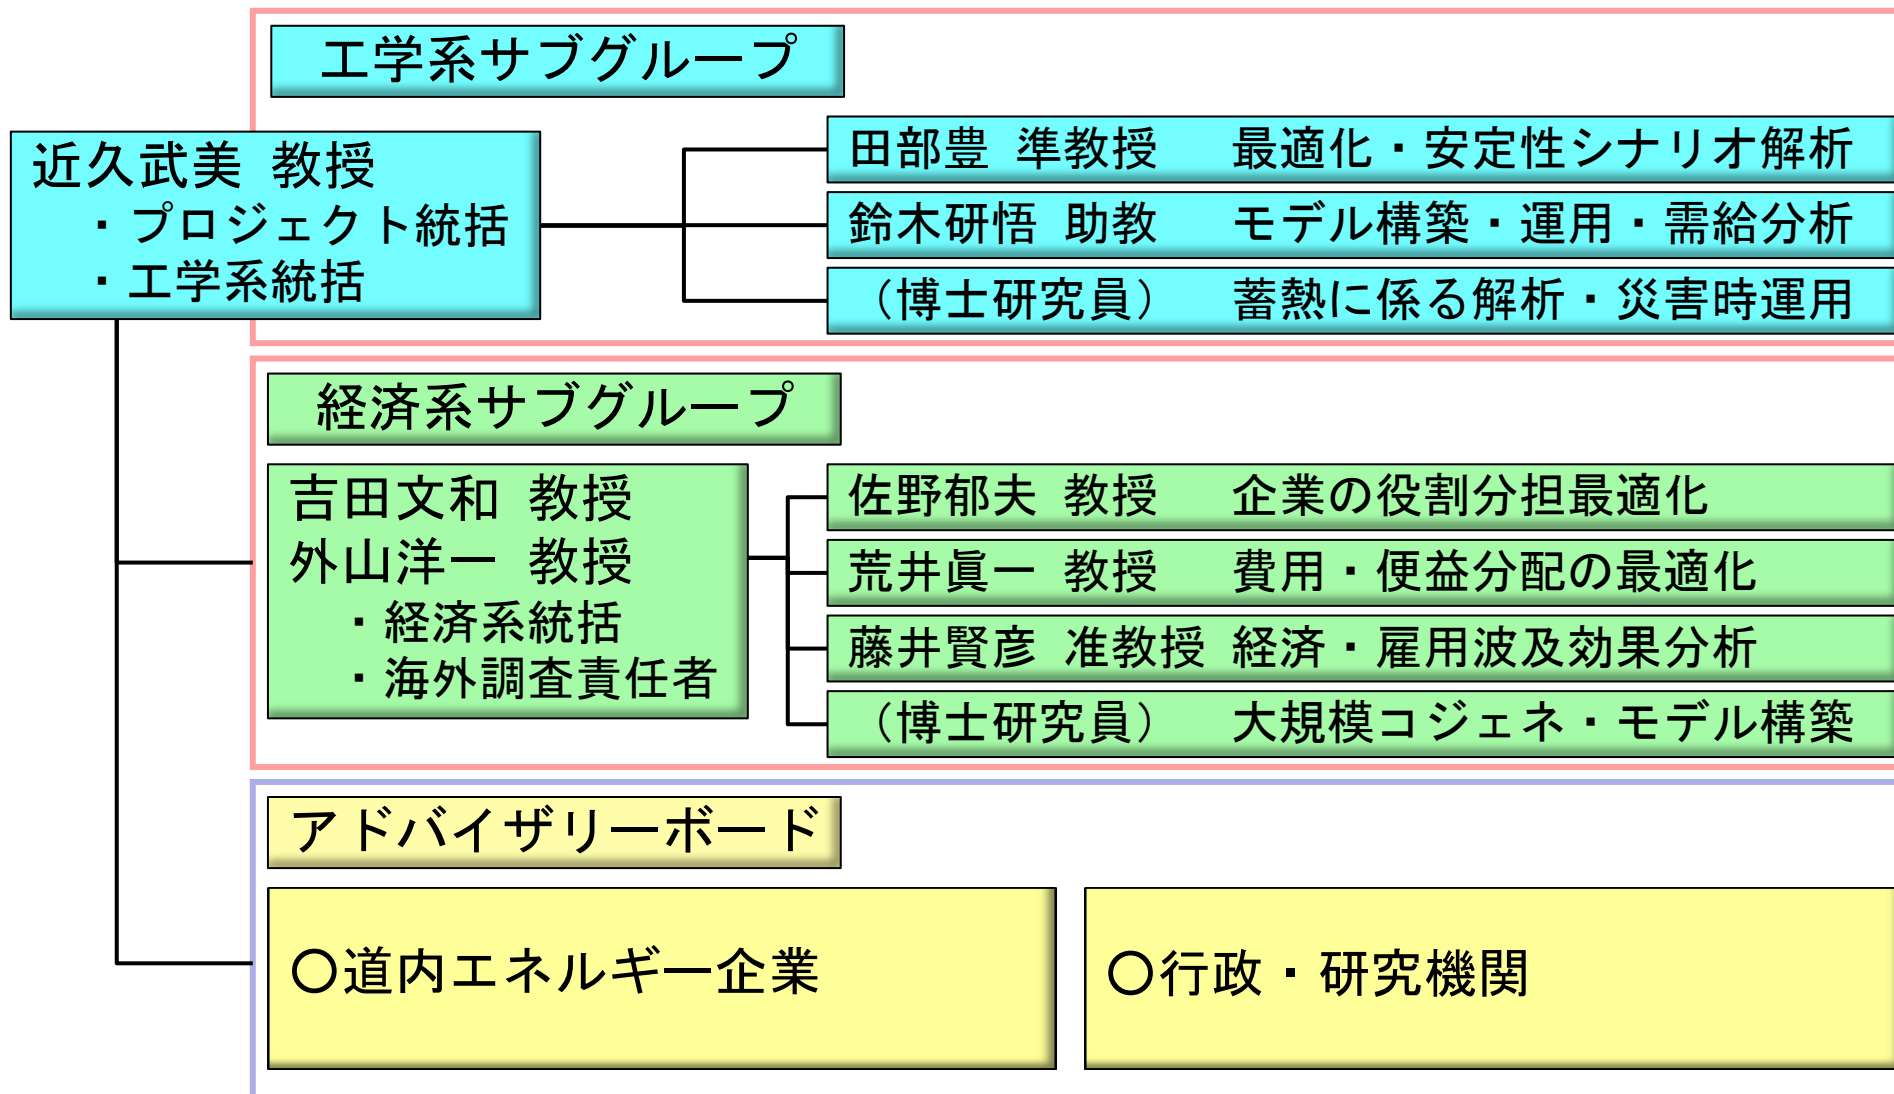 工学系サブグループ
近久武美 教授
・プロジェクト統括
・工学系統括
田部豊 準教授 最適化・安定性シナリオ解析
鈴木研悟 助教 モデル構築・運用・需給分析
（博士研究員） 蓄熱に係る解析・災害時運用
経済系サブグループ
吉田文和 教授
外山洋一 教授
・経済系統括
・海外調査責任者
佐野郁夫 教授 企業の役割分担最適化
荒井眞一 教授 費用・便益分配の最適化
藤井賢彦 准教授 経済・雇用波及効果分析
（博士研究員） 大規模コジェネ・モデル構築
アドバイザリーボード
○道内エネルギー企業
○行政・研究機関